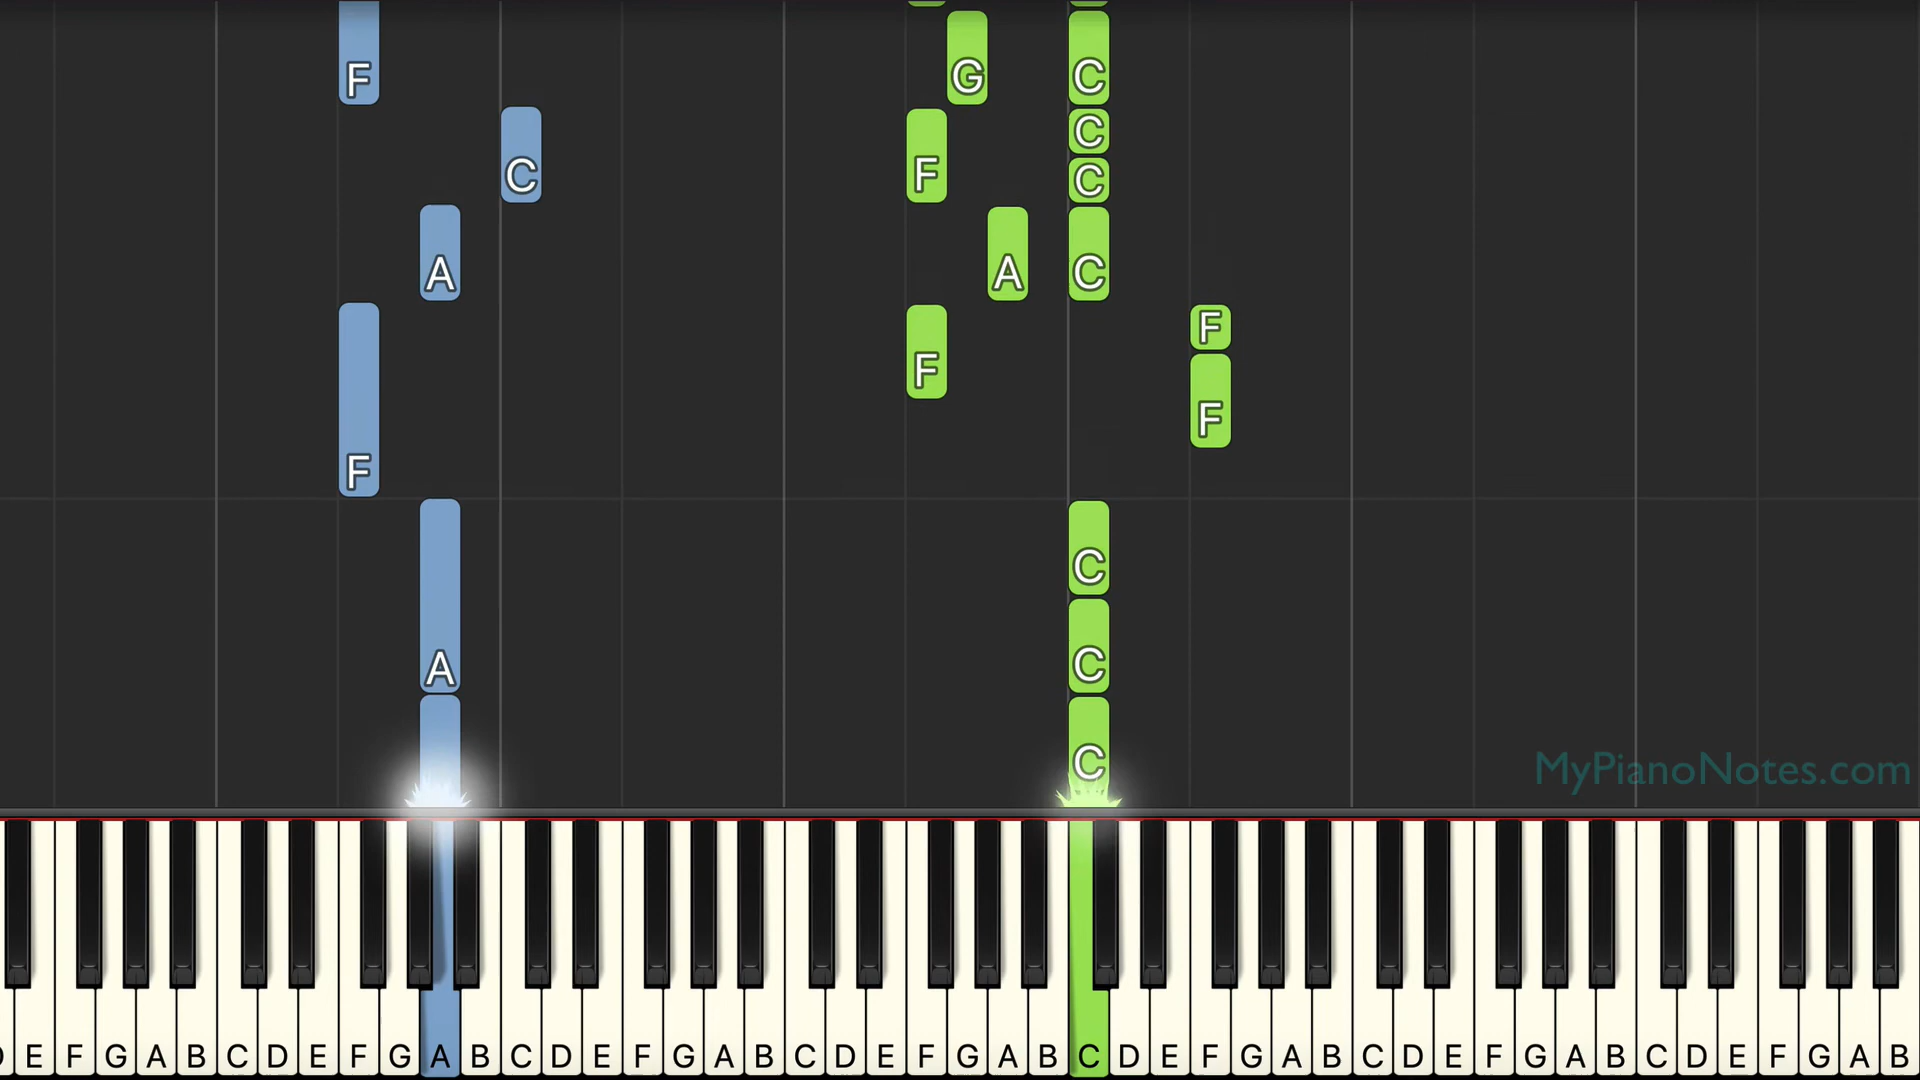 F G C
C
C F C
A A C
F
F F
F
F
C
A C
C
MyPianoNotes.com
E F G A B C D E F G A B C D E F G A B C D E F G A B C D E F G A B C D E F G A B C D E F G A B